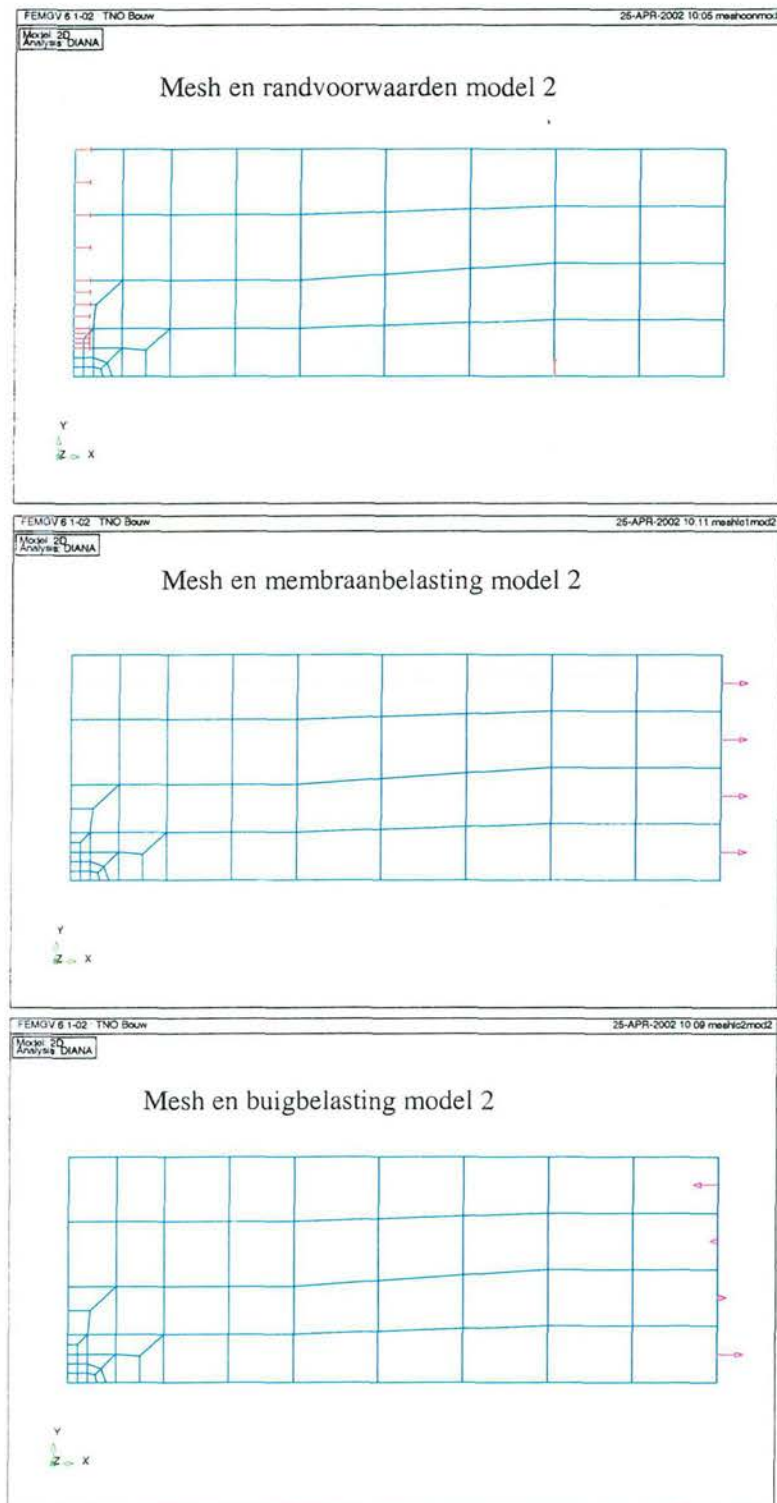 FEMGV 6.1-02 TNO Bouw
25-APR-2002 10:05 meshconmod
Model: 2D
Analysis: DIANA
Mesh en randvoorwaarden model 2
Y
Z X
FEMGV 6.1-02 TNO Bouw
25-APR-2002 10:11 meshlc1mod2
Model: 2D
Analysis: DIANA
Mesh en membraanbelasting model 2
Y
Z X
FEMGV 6.1-02 TNO Bouw
25-APR-2002 10:09 meshlc2mod2
Model: 2D
Analysis: DIANA
Mesh en buigbelasting model 2
Y
Z X